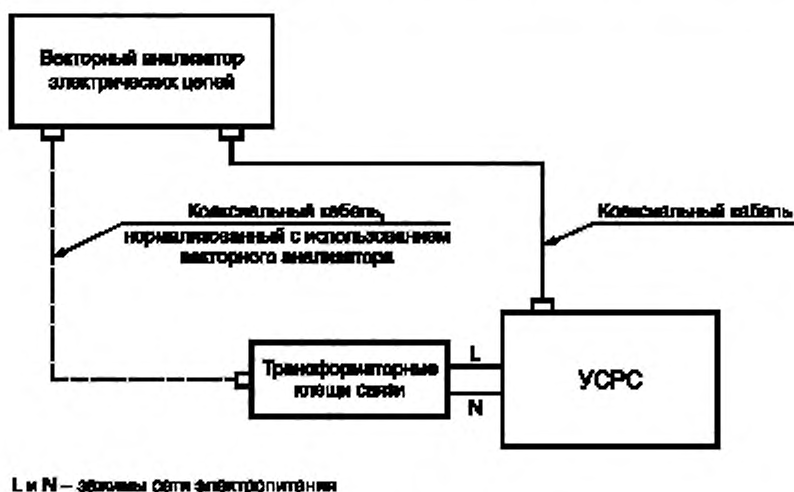 Векторный анализатор
электрических цепей
Коаксиальный кабель,
нормализованный с использованием
векторного анализатора
Коаксиальный кабель
Трансформаторные
клещи связи
L
N
УСРС
L и N – зажимы сети электропитания